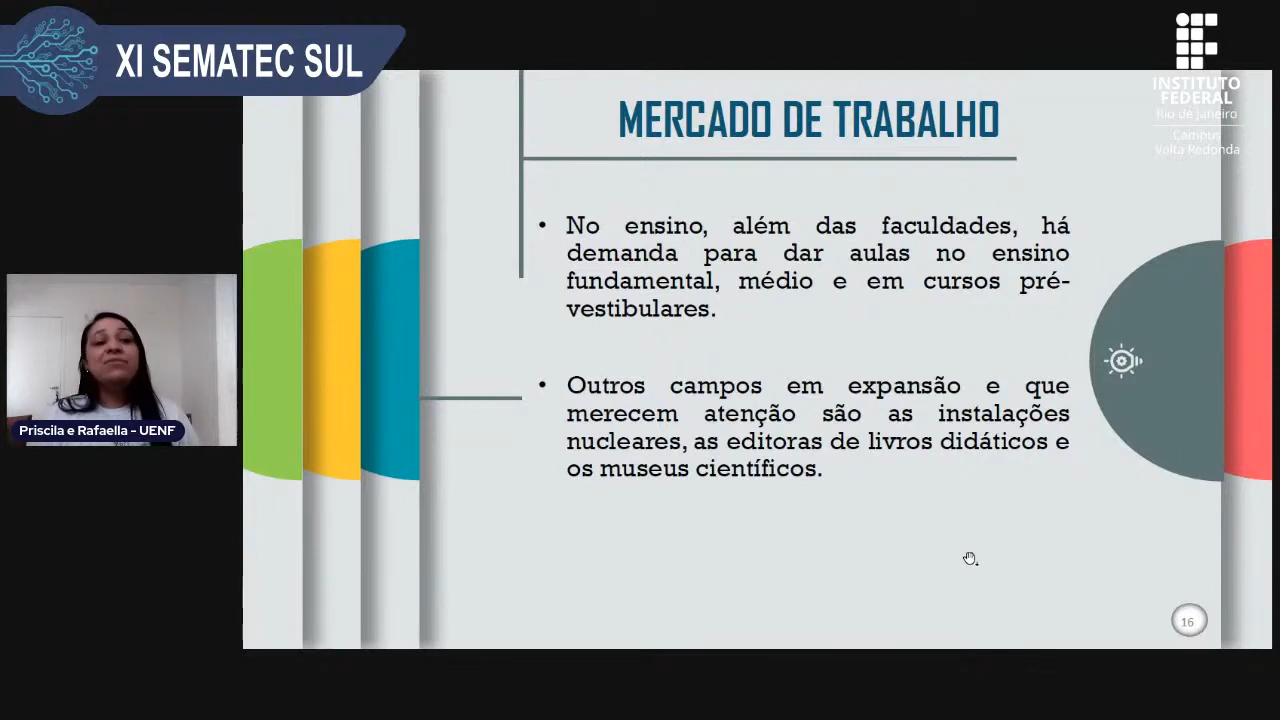 XI SEMATEC SUL
INSTITUTO
FEDERAL
Rio de Janeiro
Campus
Volta Redonda
MERCADO DE TRABALHO
• No ensino, além das faculdades, há
demanda para dar aulas no ensino
fundamental, médio e em cursos pré-
vestibulares.
• Outros campos em expansão e que
merecem atenção são as instalações
nucleares, as editoras de livros didáticos e
os museus científicos.
Priscila e Rafaella - UENF
16